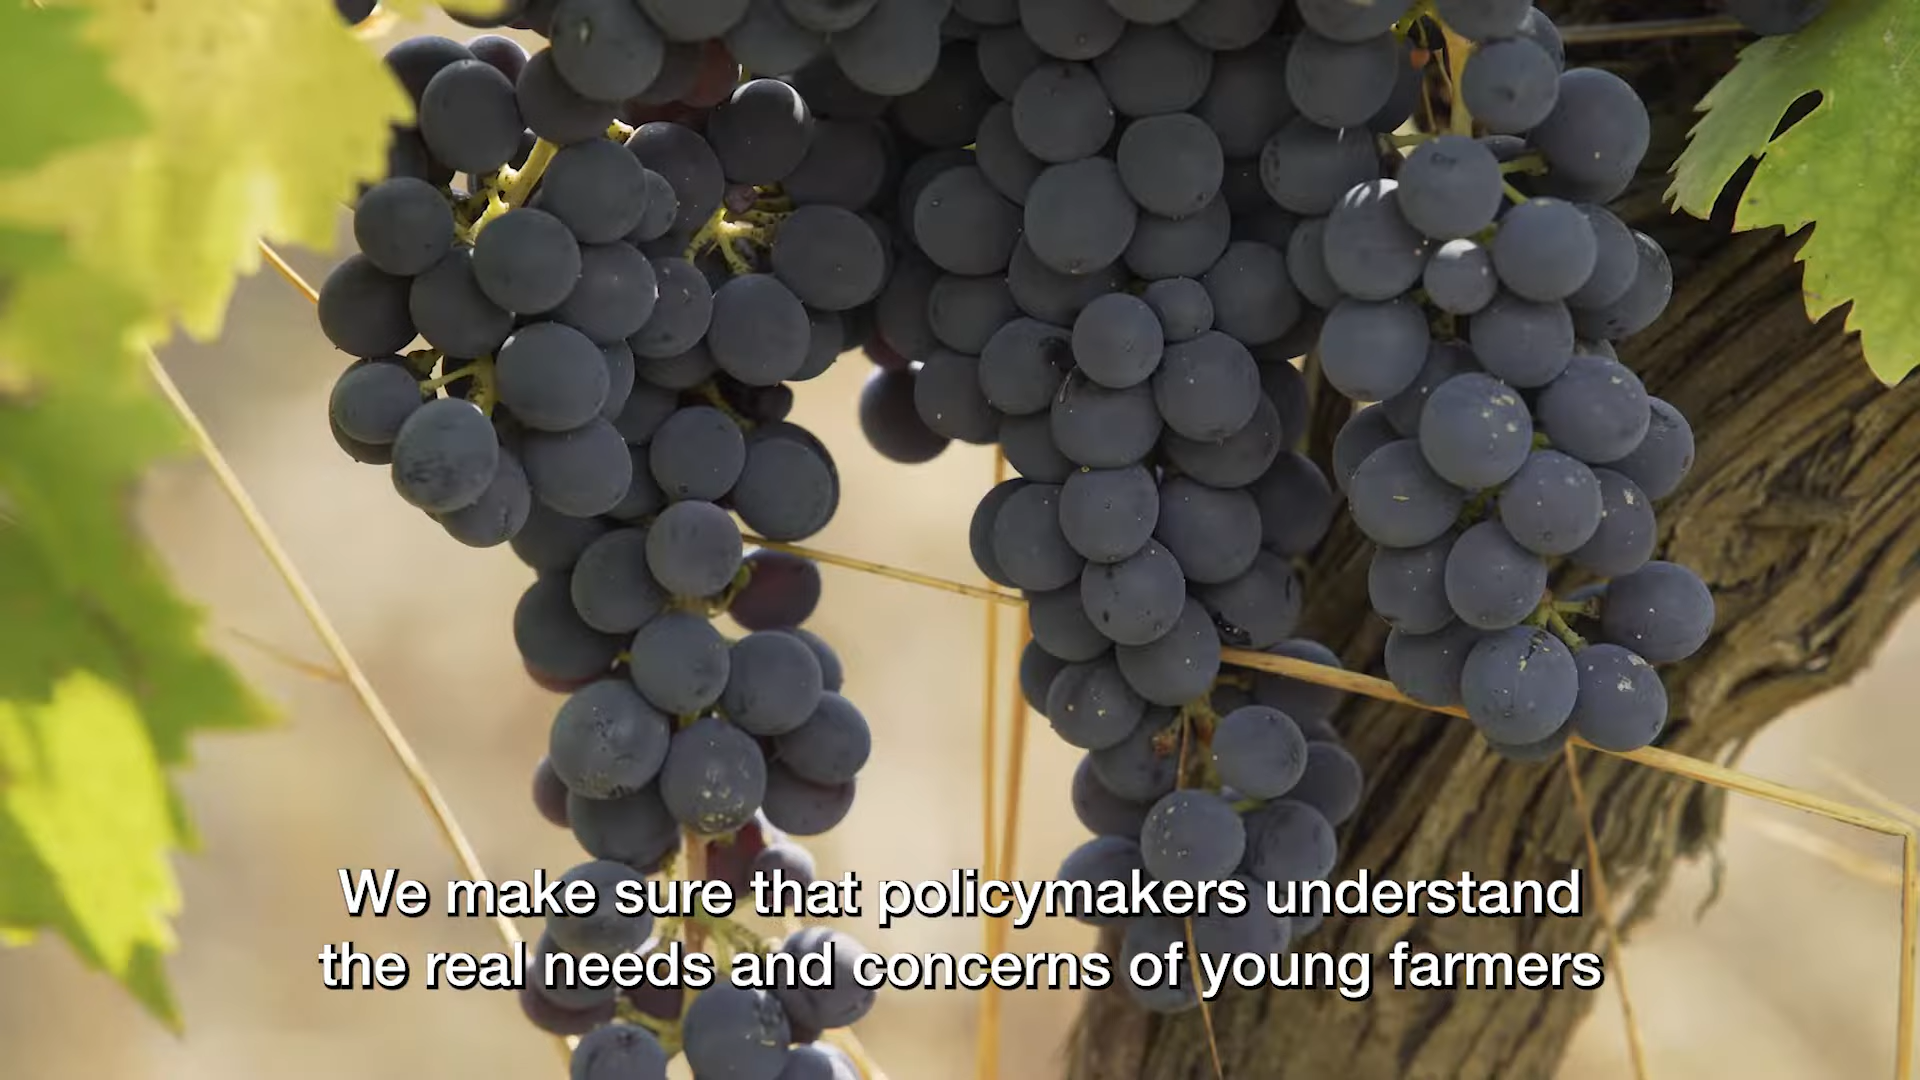 We make sure that policymakers understand
the real needs and concerns of young farmers